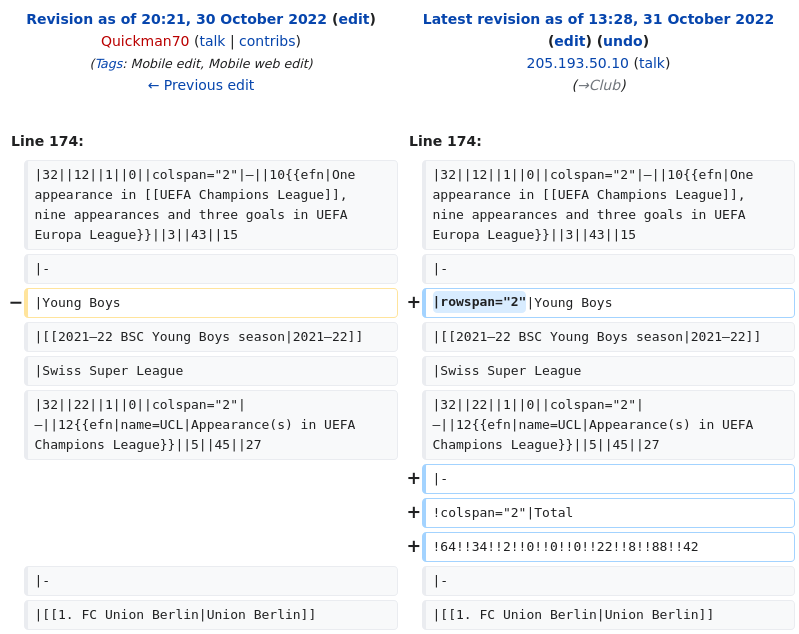 Revision as of 20:21, 30 October 2022 (edit)
Quickman70 (talk | contribs)
(Tags: Mobile edit, Mobile web edit)
← Previous edit
Latest revision as of 13:28, 31 October 2022
(edit) (undo)
205.193.50.10 (talk)
(→Club)
Line 174:
Line 174:
|32||12||1||0||colspan="2"|—||10{{efn|One
appearance in [[UEFA Champions League]],
nine appearances and three goals in UEFA
Europa League}}||3||43||15
|32||12||1||0||colspan="2"|—||10{{efn|One
appearance in [[UEFA Champions League]],
nine appearances and three goals in UEFA
Europa League}}||3||43||15
|-
|-
− |Young Boys
+ |rowspan="2"|Young Boys
|[[2021–22 BSC Young Boys season|2021–22]]
|[[2021–22 BSC Young Boys season|2021–22]]
|Swiss Super League
|Swiss Super League
|32||22||1||0||colspan="2"|
—||12{{efn|name=UCL|Appearance(s) in UEFA
Champions League}}||5||45||27
|32||22||1||0||colspan="2"|
—||12{{efn|name=UCL|Appearance(s) in UEFA
Champions League}}||5||45||27
+ |-
+ !colspan="2"|Total
+ !64!!34!!2!!0!!0!!0!!22!!8!!88!!42
|-
|-
|[[1. FC Union Berlin|Union Berlin]]
|[[1. FC Union Berlin|Union Berlin]]